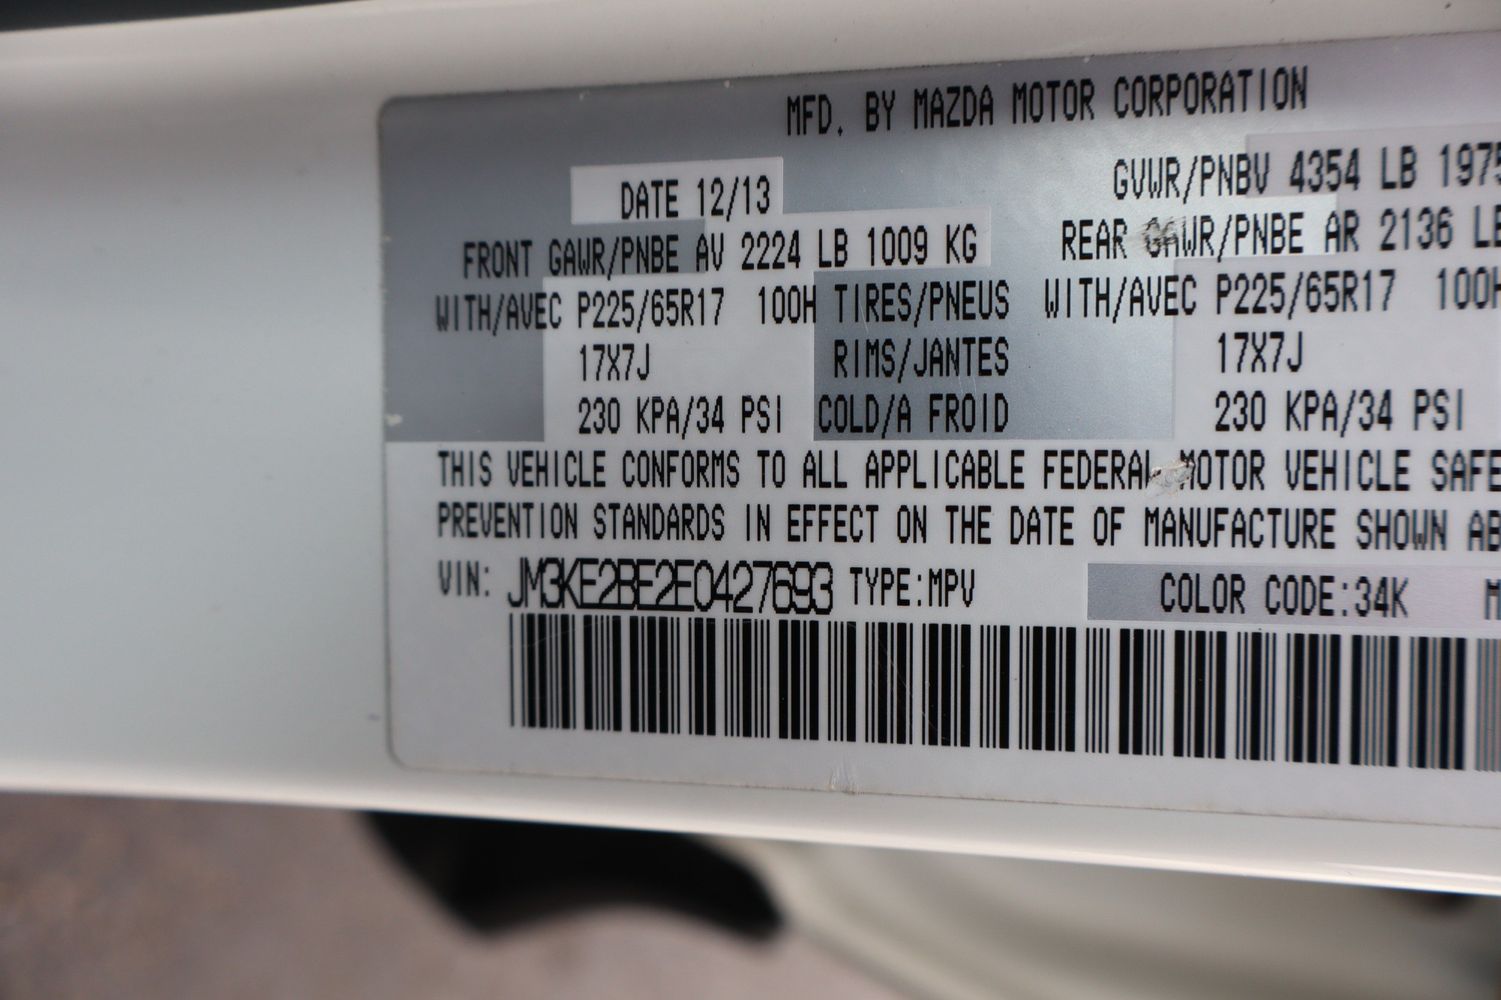 MFD. BY MAZDA MOTOR CORPORATION
DATE 12/13 GVWR/PNBV 4354 LB 1975
FRONT GAWR/PNBE AV 2224 LB 1009 KG REAR GAWR/PNBE AR 2136 LB
WITH/AVEC P225/65R17 100H TIRES/PNEUS WITH/AVEC P225/65R17 100H
17X7J RIMS/JANTES 17X7J
230 KPA/34 PSI COLD/A FROID 230 KPA/34 PSI
THIS VEHICLE CONFORMS TO ALL APPLICABLE FEDERAL MOTOR VEHICLE SAFE
PREVENTION STANDARDS IN EFFECT ON THE DATE OF MANUFACTURE SHOWN AB
VIN: JM3KE2BE2E0427693 TYPE:MPV COLOR CODE:34K M